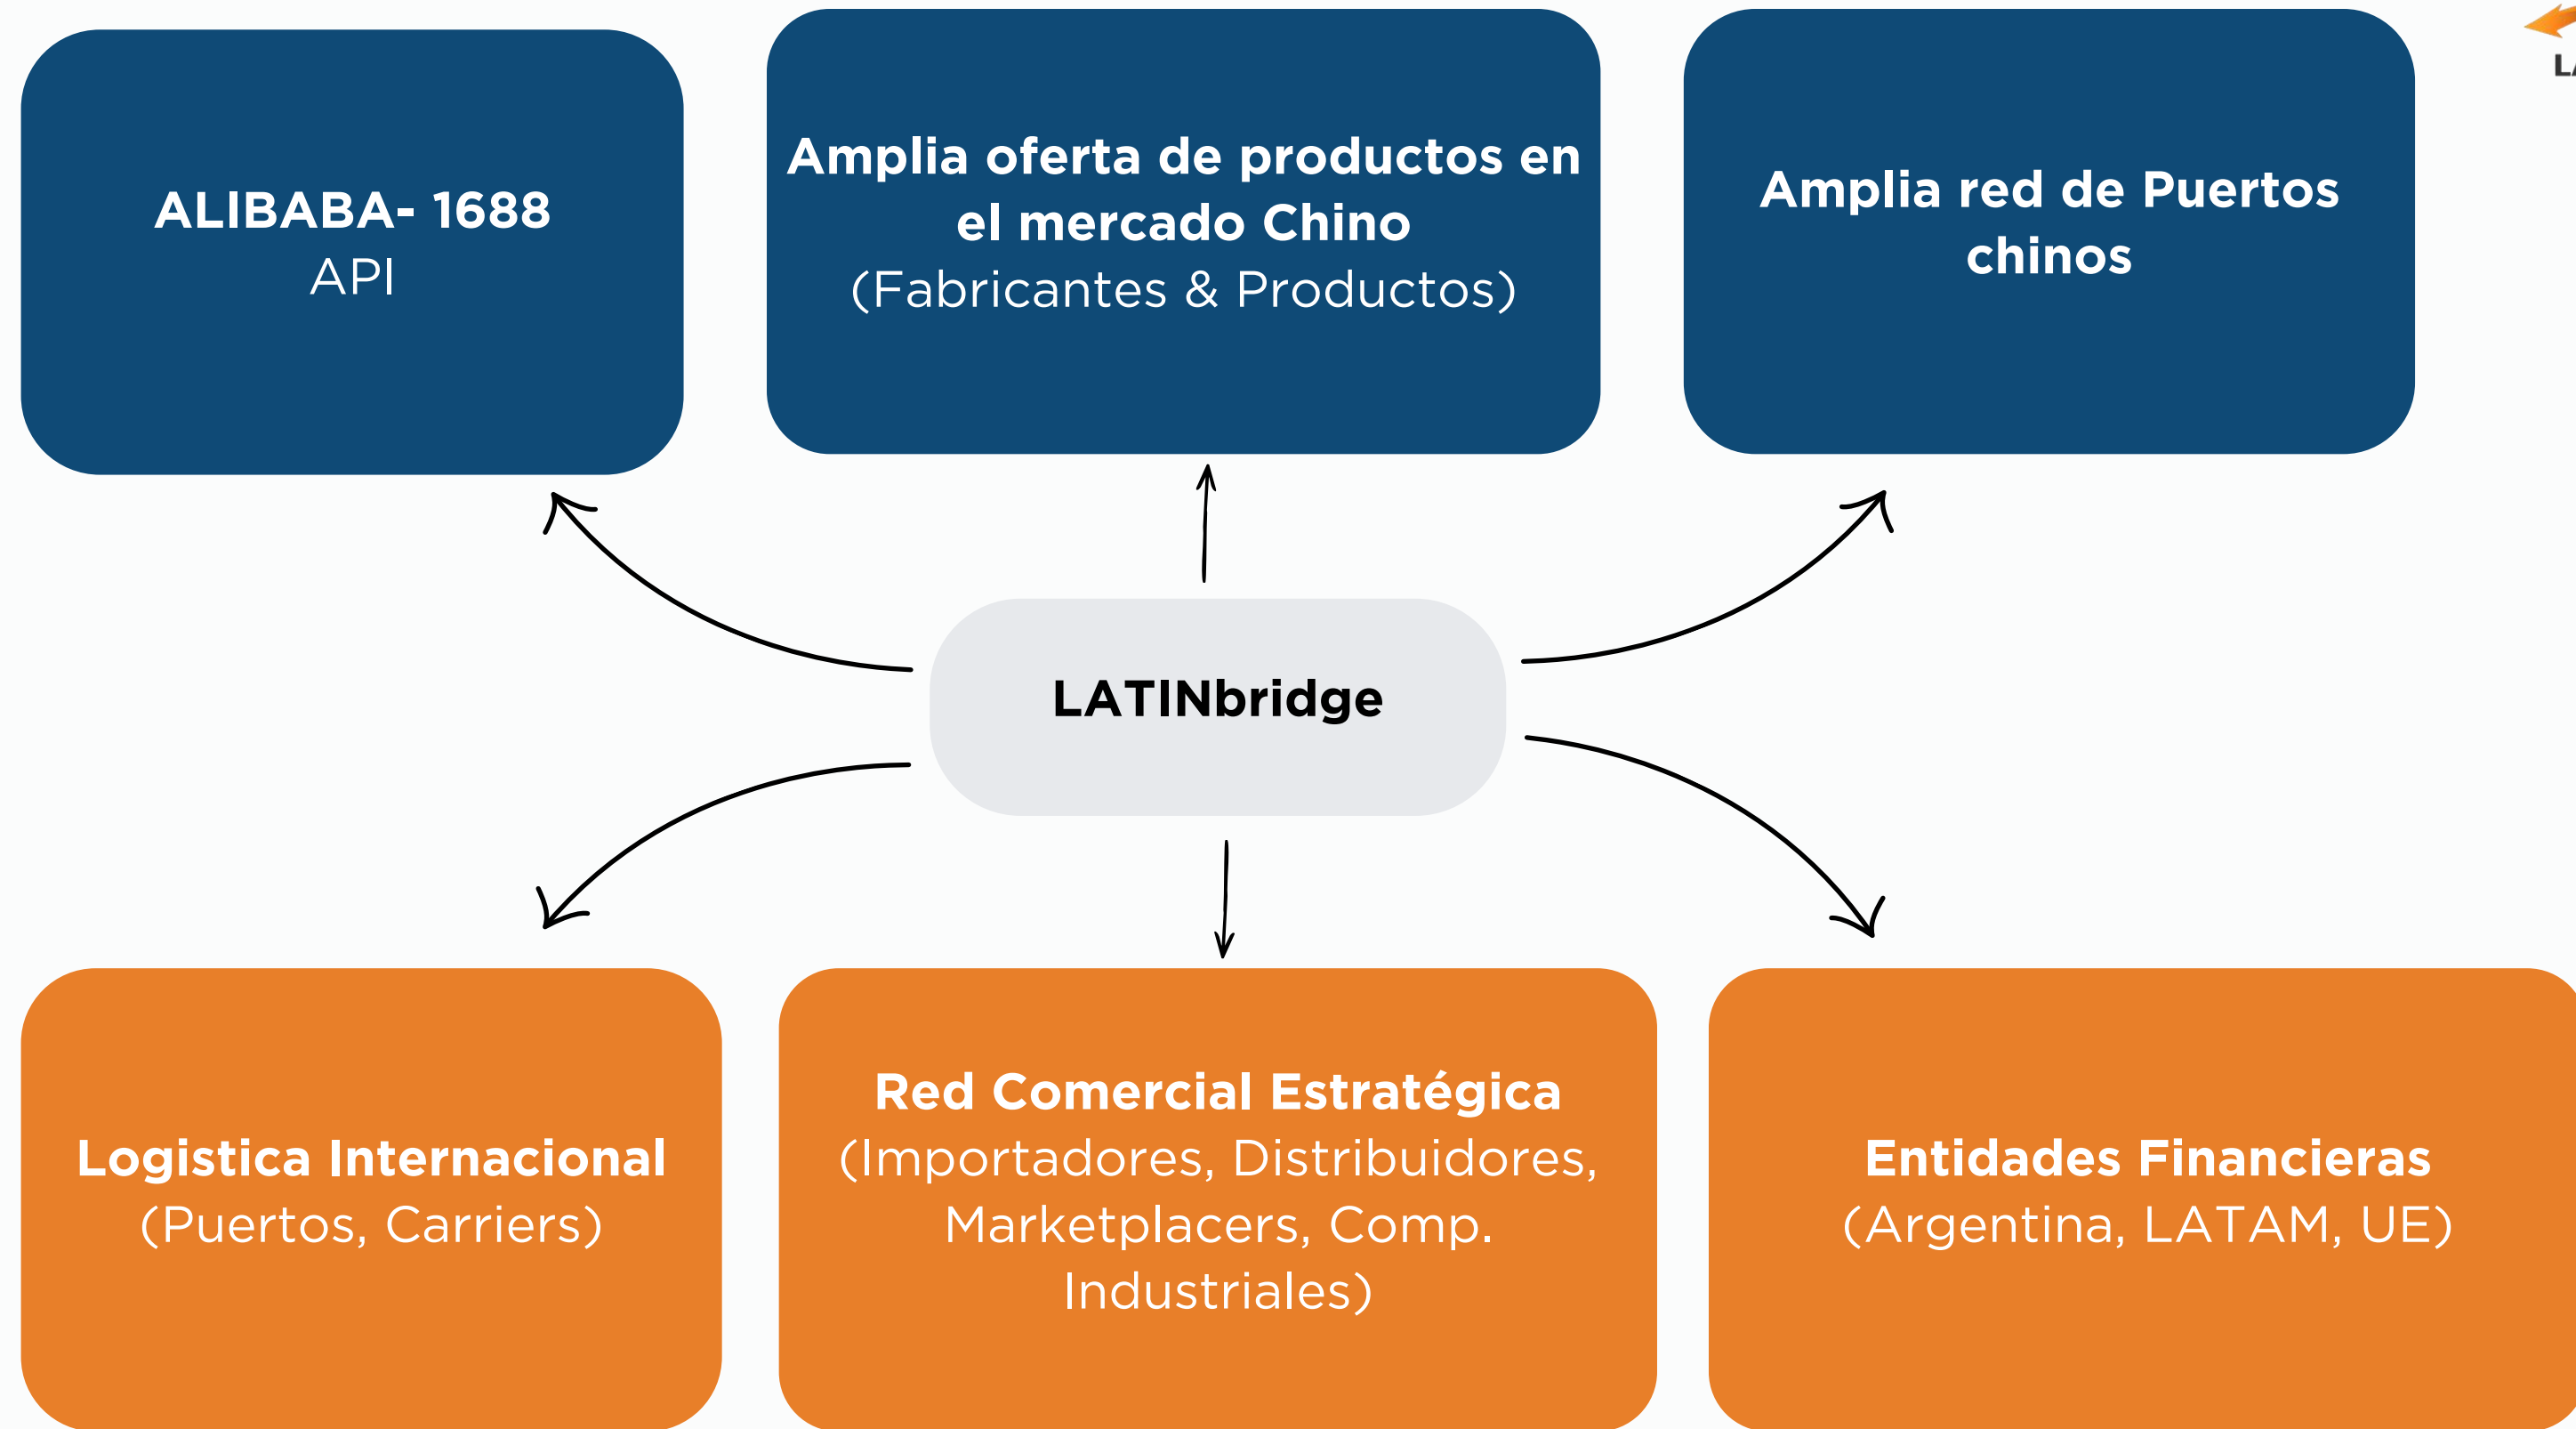 ALIBABA- 1688
API
Amplia oferta de productos en
el mercado Chino
(Fabricantes & Productos)
Amplia red de Puertos
chinos
LA
LATINbridge
Logistica Internacional
(Puertos, Carriers)
Red Comercial Estratégica
(Importadores, Distribuidores,
Marketplacers, Comp.
Industriales)
Entidades Financieras
(Argentina, LATAM, UE)